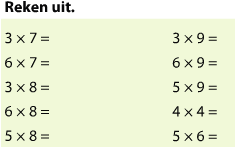 Reken uit.
3 × 7 = 3 × 9 =
6 × 7 = 6 × 9 =
3 × 8 = 5 × 9 =
6 × 8 = 4 × 4 =
5 × 8 = 5 × 6 =